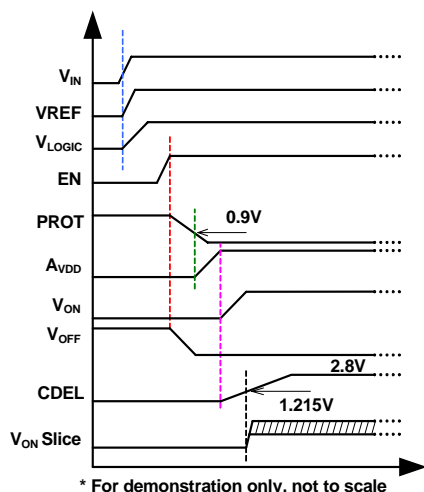 VIN
VREF
VLOGIC
EN
PROT
0.9V
AVDD
VON
VOFF
2.8V
CDEL
1.215V
VON Slice
* For demonstration only, not to scale